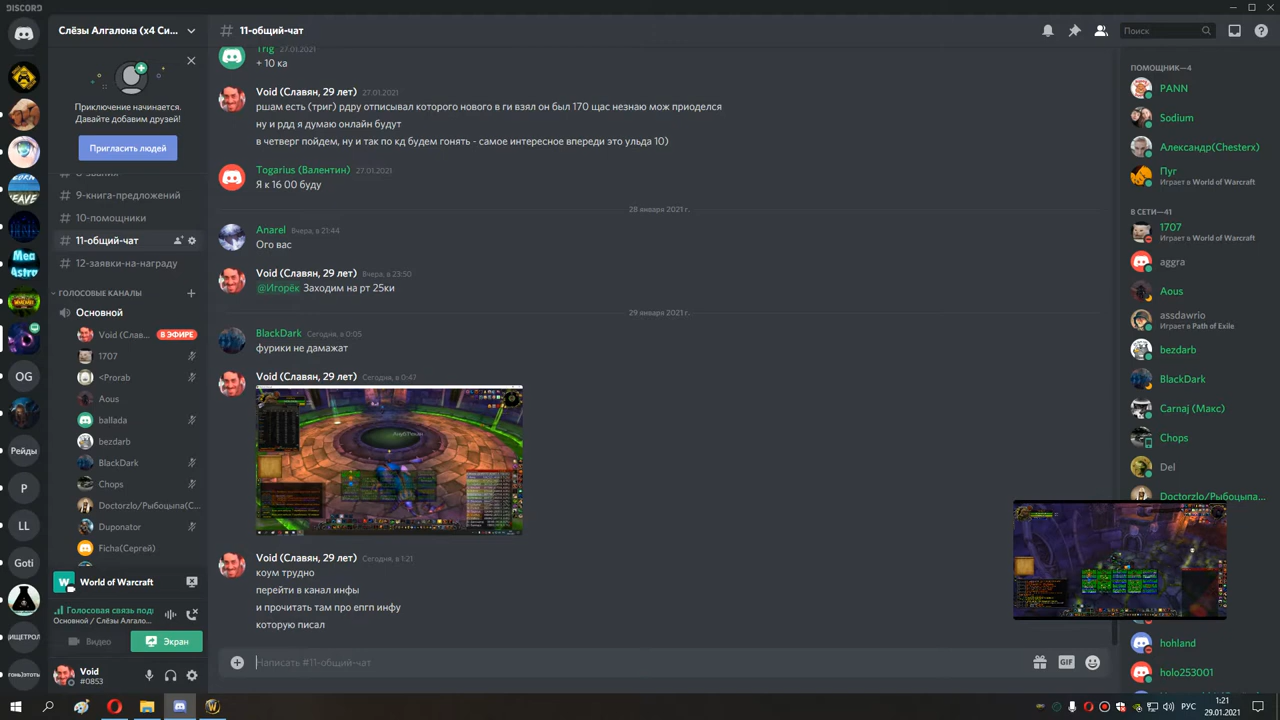 DISCORD
Слёзы Алгалона (x4 Си...
Приключение начинается.
Давайте добавим друзей!
Пригласить людей
# 9-книга-предложений
# 10-помощники
# 11-общий-чат
# 12-заявки-на-награду
ГОЛОСОВЫЕ КАНАЛЫ
Основной
Void (Слав... В ЭФИРЕ
1707
<Prorab
Aous
ballada
bezdarb
BlackDark
Chops
Doctorzlo/Рыбоцыпа(С...
Duponator
Ficha(Сергей)
World of Warcraft
Голосовая связь под
Основной / Слёзы Алгало...
Видео
Экран
Void
#0853
Mea
Astro
OG
Рейды
P
LL
Goti
ищетрол
# 11-общий-чат
Поиск
Trig 27.01.2021
+ 10 ка
Void (Славян, 29 лет) 27.01.2021
ршам есть (триг) рдру отписывал которого нового в ги взял он был 170 щас незнаю мож приоделся
ну и рдд я думаю онлайн будут
в четверг пойдем, ну и так по кд будем гонять - самое интересное впереди это ульда 10)
Togarius (Валентин) 27.01.2021
Я к 16 00 буду
28 января 2021 г.
Anarel Вчера, в 21:44
Ого вас
Void (Славян, 29 лет) Вчера, в 23:50
@Игорёк Заходим на рт 25ки
29 января 2021 г.
BlackDark Сегодня, в 0:05
фурики не дамажат
Void (Славян, 29 лет) Сегодня, в 0:47
Void (Славян, 29 лет) Сегодня, в 1:21
коум трудно
перейти в канал инфы
и прочитать там про епгп инфу
которую писал
Написать #11-общий-чат
GIF
ПОМОЩНИК—4
PANN
Sodium
Александр(Chesterx)
Пуг
Играет в World of Warcraft
В СЕТИ—41
1707
Играет в World of Warcraft
aggra
Aous
assdawrio
Играет в Path of Exile
bezdarb
BlackDark
Carnaj (Макс)
Chops
Del
Doctorzlo/Рыбоцыпа...
hohland
holo253001
РУС
1:21
29.01.2021